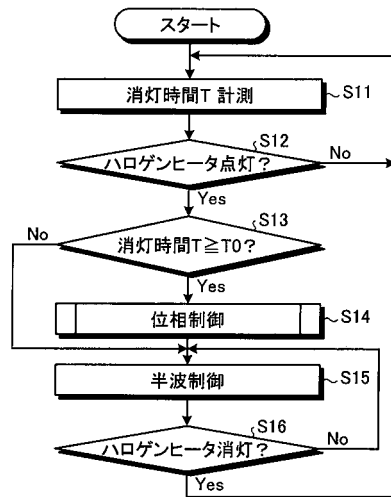 スタート
消灯時間T 計測
S11
S12
ハロゲンヒータ点灯?
No
Yes
S13
No
消灯時間T≧T0?
Yes
位相制御
S14
半波制御
S15
S16
ハロゲンヒータ消灯?
No
Yes